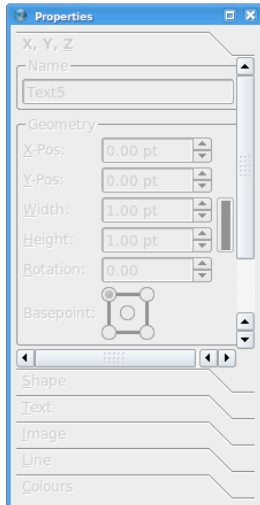 Properties
X, Y, Z
Name
Text5
Geometry
X-Pos: 0.00 pt
Y-Pos: 0.00 pt
Width: 1.00 pt
Height: 1.00 pt
Rotation: 0.00
Basepoint:
Shape
Text
Image
Line
Colours